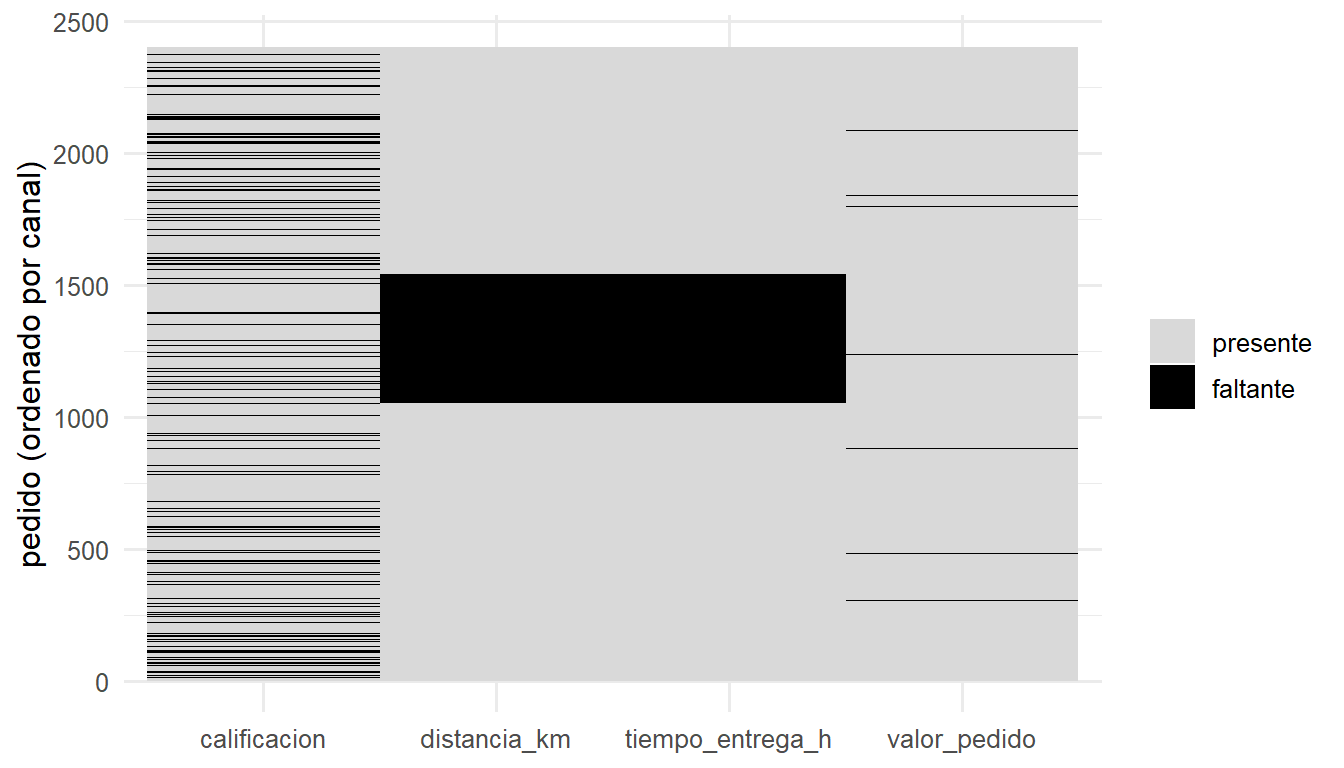 2500
2000
1500
1000
500
0
pedido (ordenado por canal)
calificacion
distancia_km
tiempo_entrega_h
valor_pedido
presente
faltante